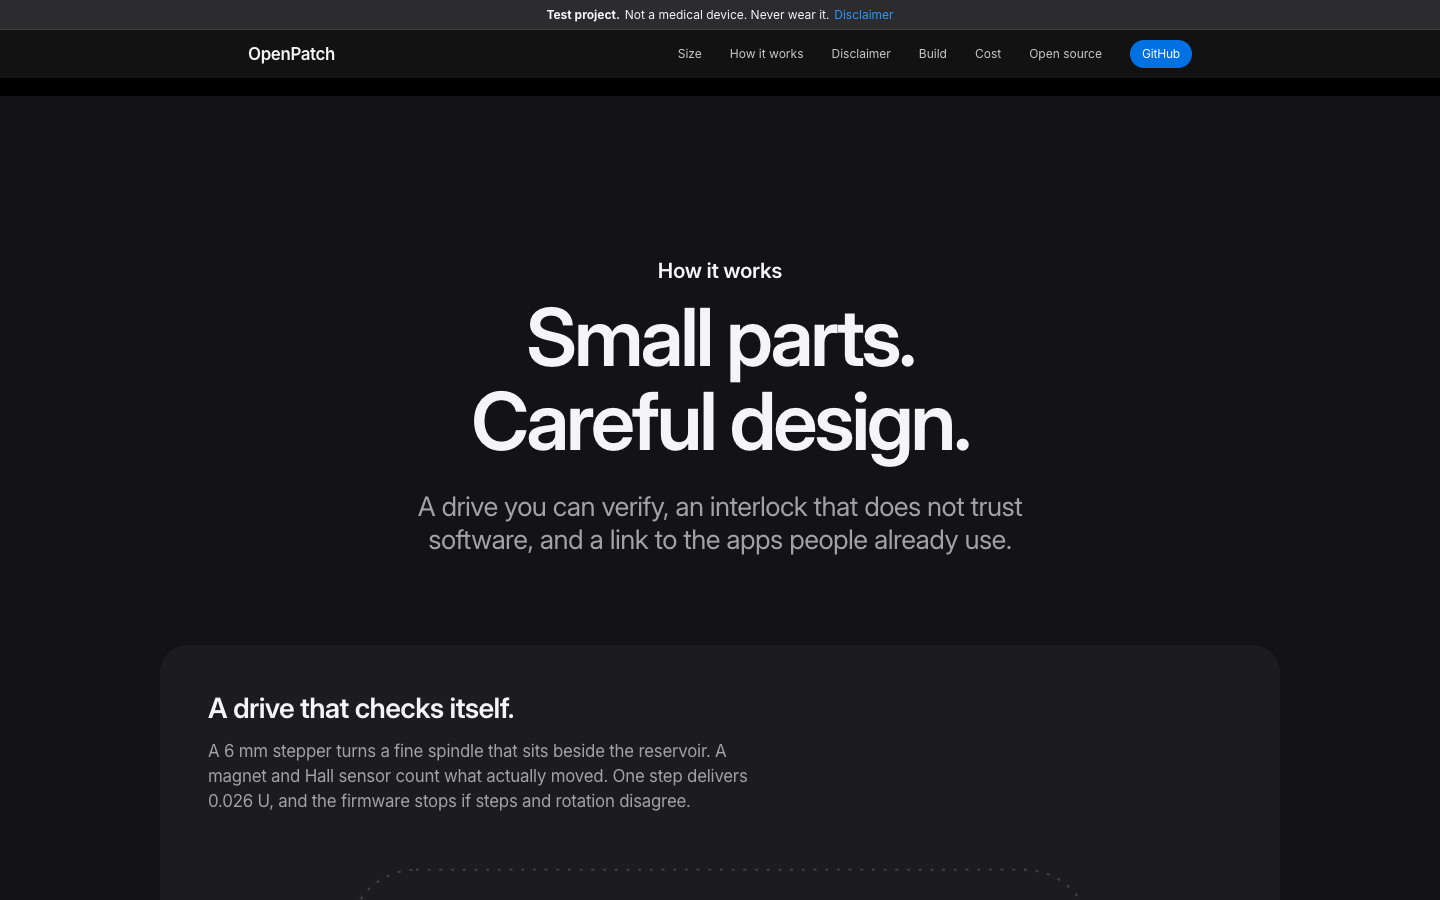 Test project. Not a medical device. Never wear it. Disclaimer
OpenPatch
Size How it works Disclaimer Build Cost Open source GitHub
How it works
Small parts.
Careful design.
A drive you can verify, an interlock that does not trust
software, and a link to the apps people already use.
A drive that checks itself.
A 6 mm stepper turns a fine spindle that sits beside the reservoir. A
magnet and Hall sensor count what actually moved. One step delivers
0.026 U, and the firmware stops if steps and rotation disagree.